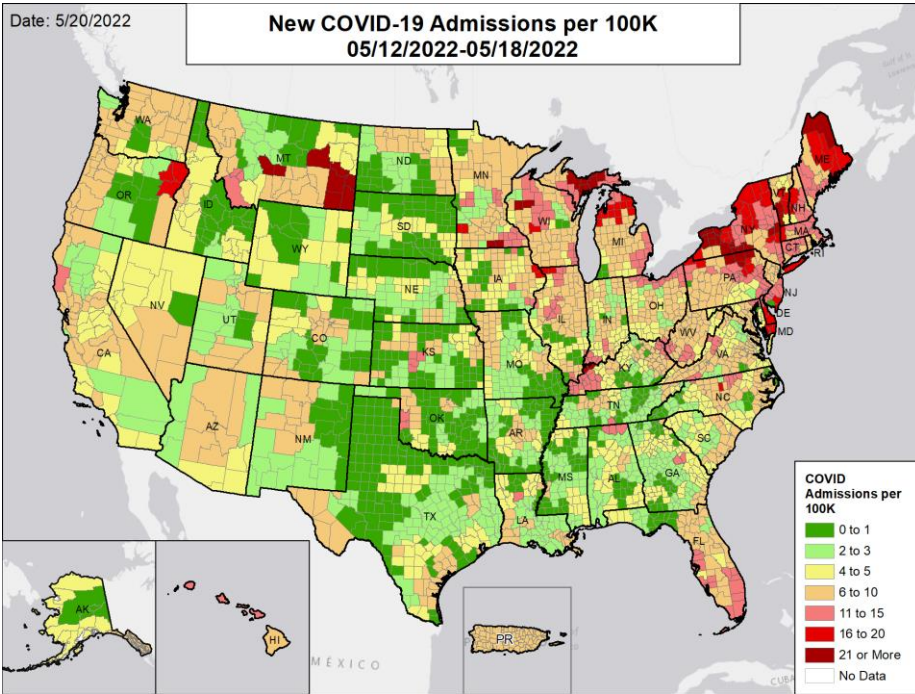 Date: 5/20/2022
New COVID-19 Admissions per 100K
05/12/2022-05/18/2022
WA
MT
ND
MN
ME
OR
ID
SD
WI
MI
VT
NH
NY
MA
CT
RI
WY
NE
IA
PA
NJ
NV
UT
CO
IL
IN
OH
DE
MD
CA
KS
MO
WV
VA
KY
AZ
NM
OK
AR
TN
NC
SC
TX
LA
MS
AL
GA
FL
AK
HI
PR
MÉXICO
CUBA
COVID
Admissions per
100K
0 to 1
2 to 3
4 to 5
6 to 10
11 to 15
16 to 20
21 or More
No Data